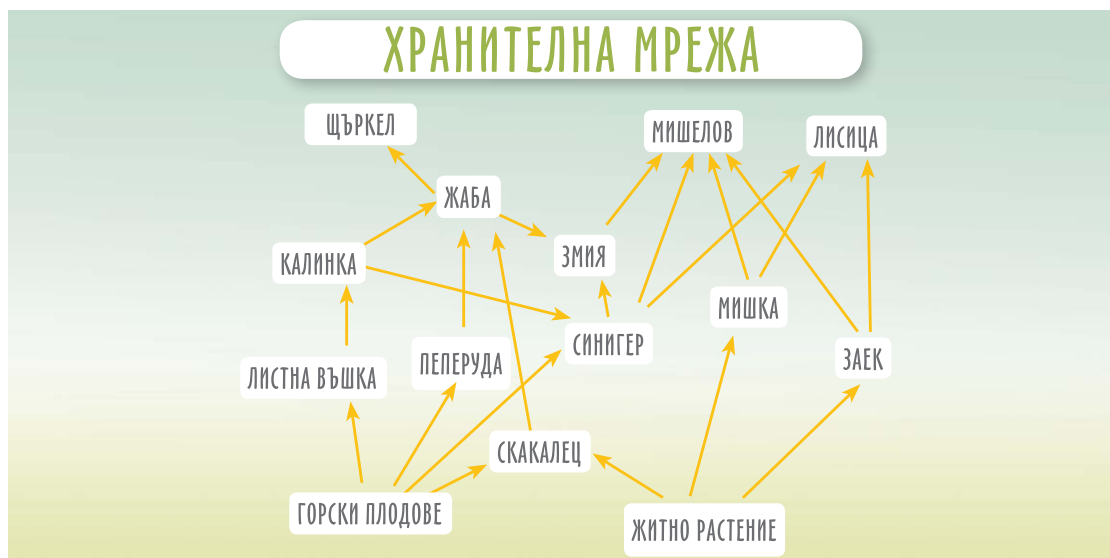 ХРАНИТЕЛНА МРЕЖА
ЩЪРКЕЛ
МИШЕЛОВ
ЛИСИЦА
ЖАБА
ЗМИЯ
КАЛИНКА
МИШКА
СИНИГЕР
ПЕПЕРУДА
ЗАЕК
ЛИСТНА ВЪШКА
СКАКАЛЕЦ
ГОРСКИ ПЛОДОВЕ
ЖИТНО РАСТЕНИЕ